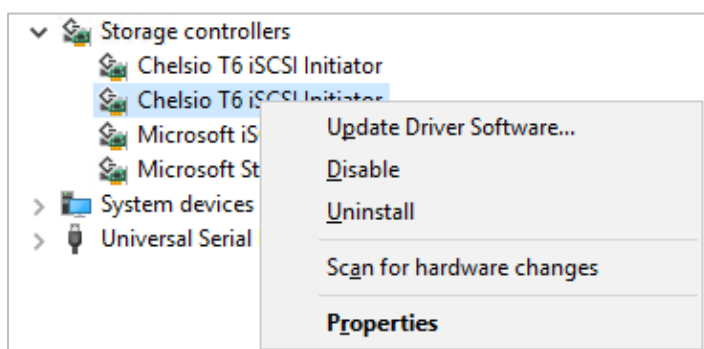 Storage controllers
Chelsio T6 iSCSI Initiator
Chelsio T6 iSCSI Initiator
Microsoft iS
Microsoft St
System devices
Universal Serial
Update Driver Software...
Disable
Uninstall
Scan for hardware changes
Properties